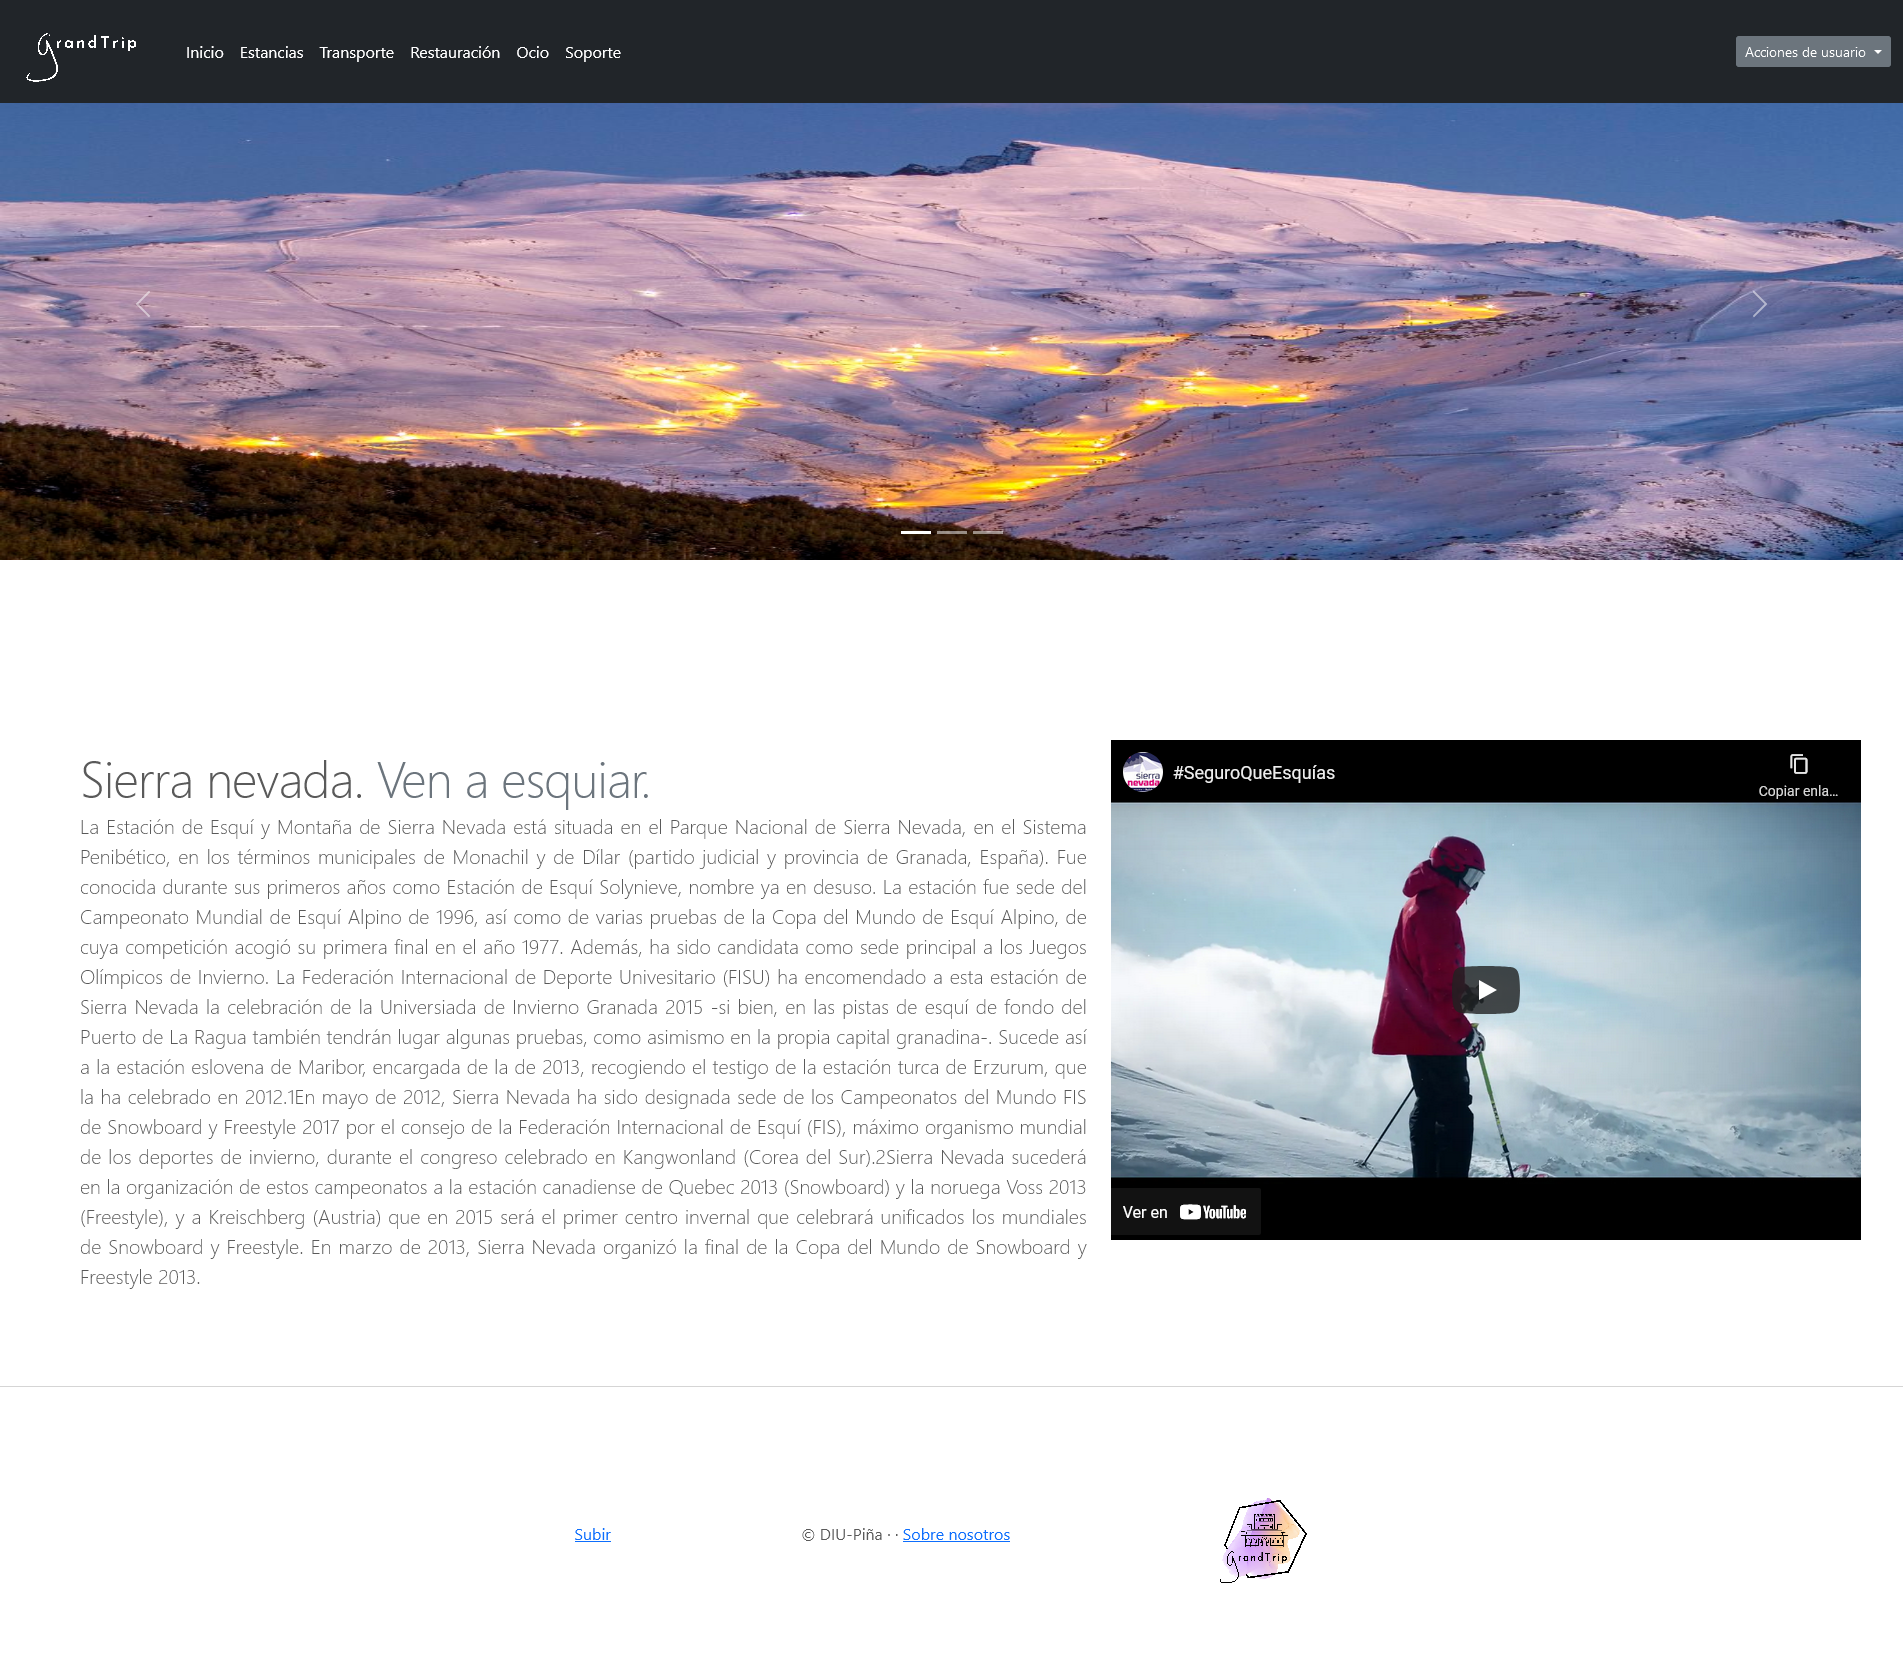 GrandTrip
Inicio Estancias Transporte Restauración Ocio Soporte
Acciones de usuario
Sierra nevada. Ven a esquiar.
La Estación de Esquí y Montaña de Sierra Nevada está situada en el Parque Nacional de Sierra Nevada, en el Sistema
Penibético, en los términos municipales de Monachil y de Dílar (partido judicial y provincia de Granada, España). Fue
conocida durante sus primeros años como Estación de Esquí Solynieve, nombre ya en desuso. La estación fue sede del
Campeonato Mundial de Esquí Alpino de 1996, así como de varias pruebas de la Copa del Mundo de Esquí Alpino, de
cuya competición acogió su primera final en el año 1977. Además, ha sido candidata como sede principal a los Juegos
Olímpicos de Invierno. La Federación Internacional de Deporte Univesitario (FISU) ha encomendado a esta estación de
Sierra Nevada la celebración de la Universiada de Invierno Granada 2015 -si bien, en las pistas de esquí de fondo del
Puerto de La Ragua también tendrán lugar algunas pruebas, como asimismo en la propia capital granadina-. Sucede así
a la estación eslovena de Maribor, encargada de la de 2013, recogiendo el testigo de la estación turca de Erzurum, que
la ha celebrado en 2012.1En mayo de 2012, Sierra Nevada ha sido designada sede de los Campeonatos del Mundo FIS
de Snowboard y Freestyle 2017 por el consejo de la Federación Internacional de Esquí (FIS), máximo organismo mundial
de los deportes de invierno, durante el congreso celebrado en Kangwonland (Corea del Sur).2Sierra Nevada sucederá
en la organización de estos campeonatos a la estación canadiense de Quebec 2013 (Snowboard) y la noruega Voss 2013
(Freestyle), y a Kreischberg (Austria) que en 2015 será el primer centro invernal que celebrará unificados los mundiales
de Snowboard y Freestyle. En marzo de 2013, Sierra Nevada organizó la final de la Copa del Mundo de Snowboard y
Freestyle 2013.
sierra
nevada
#SeguroQueEsquías
Copiar enla...
Ver en YouTube
Subir
© DIU-Piña · · Sobre nosotros
GrandTrip